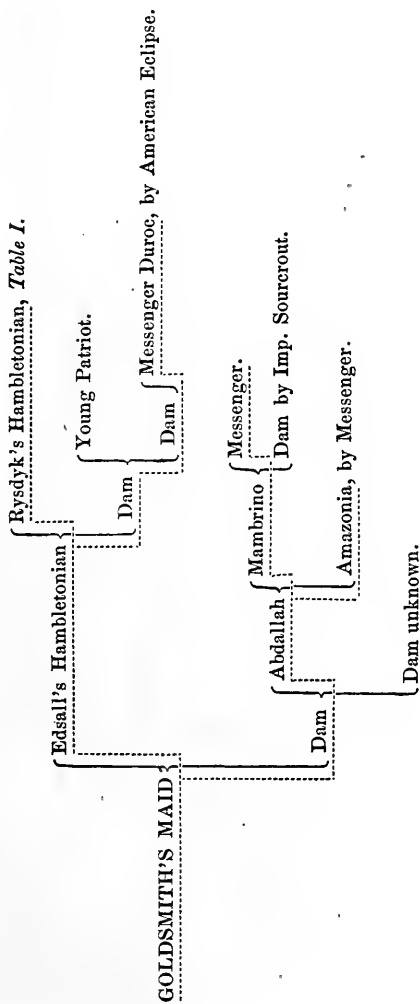 Rysdyk's Hambletonian, Table I.
Edsall's Hambletonian
Young Patriot.
Dam
Dam
Messenger Duroc, by American Eclipse.
GOLDSMITH'S MAID
Messenger.
Mambrino
Dam by Imp. Sourcrout.
Abdallah
Amazonia, by Messenger.
Dam
Dam unknown.